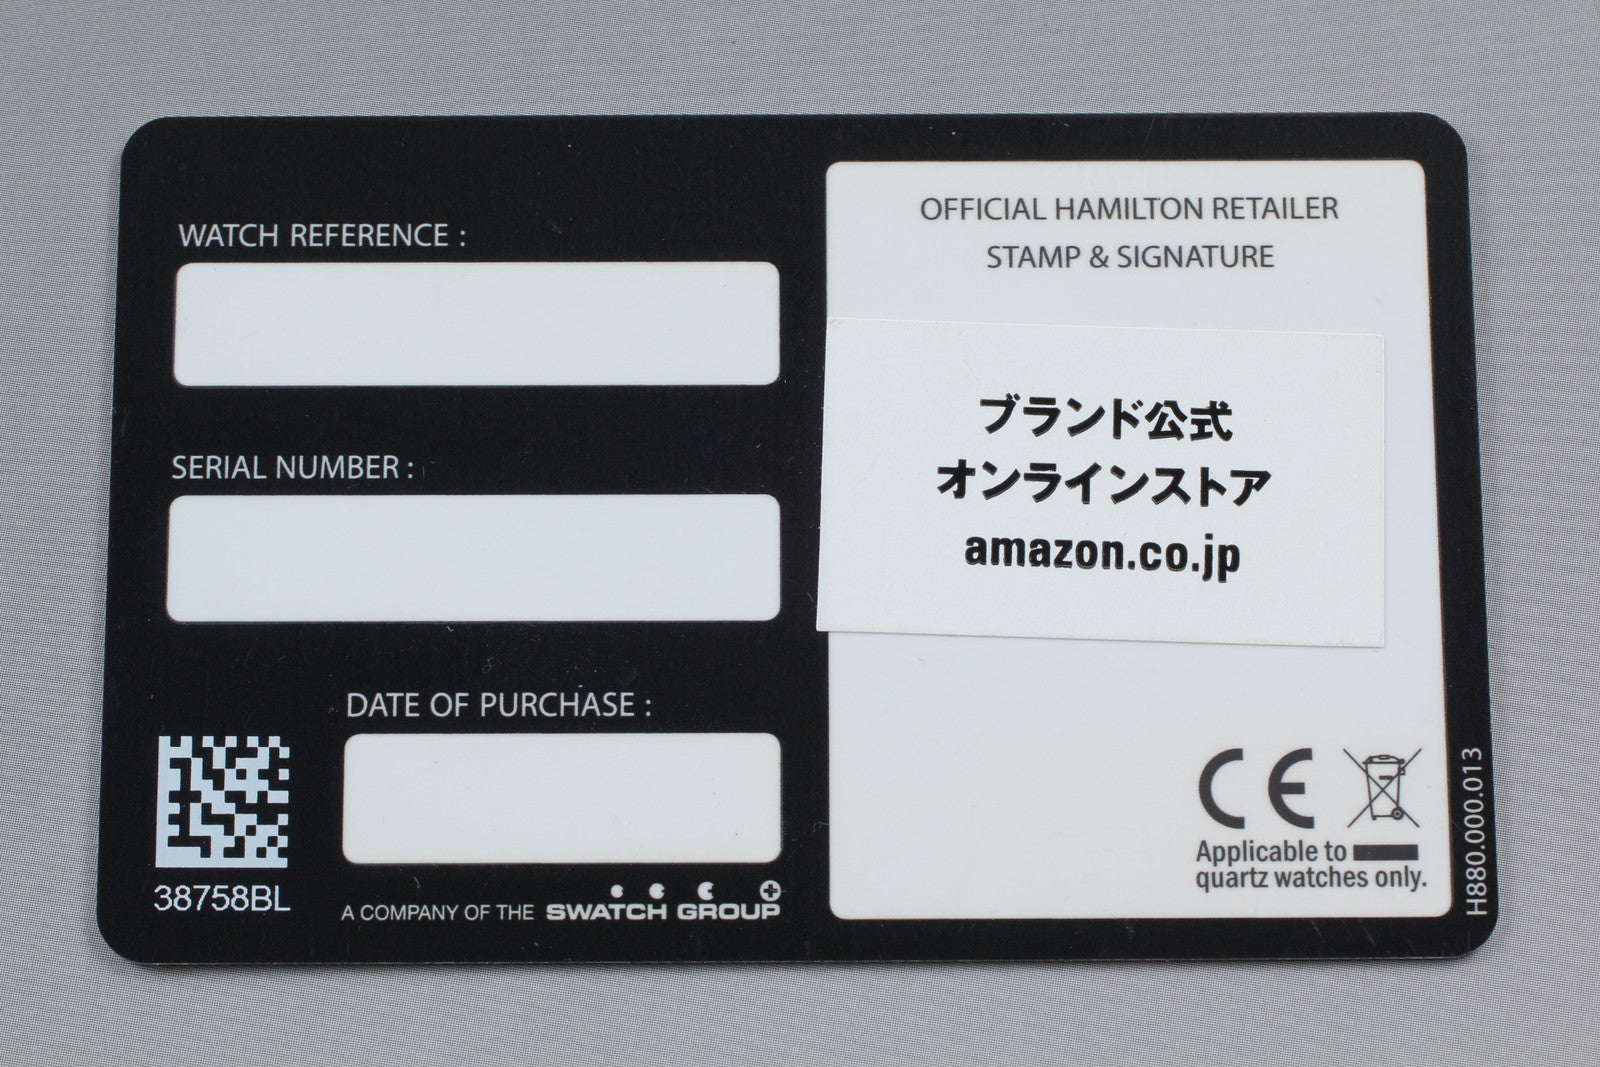 WATCH REFERENCE :
SERIAL NUMBER :
DATE OF PURCHASE :
38758BL
A COMPANY OF THE SWATCH GROUP
OFFICIAL HAMILTON RETAILER
STAMP & SIGNATURE
ブランド公式
オンラインストア
amazon.co.jp
CE
Applicable to
quartz watches only.
H880.000.013